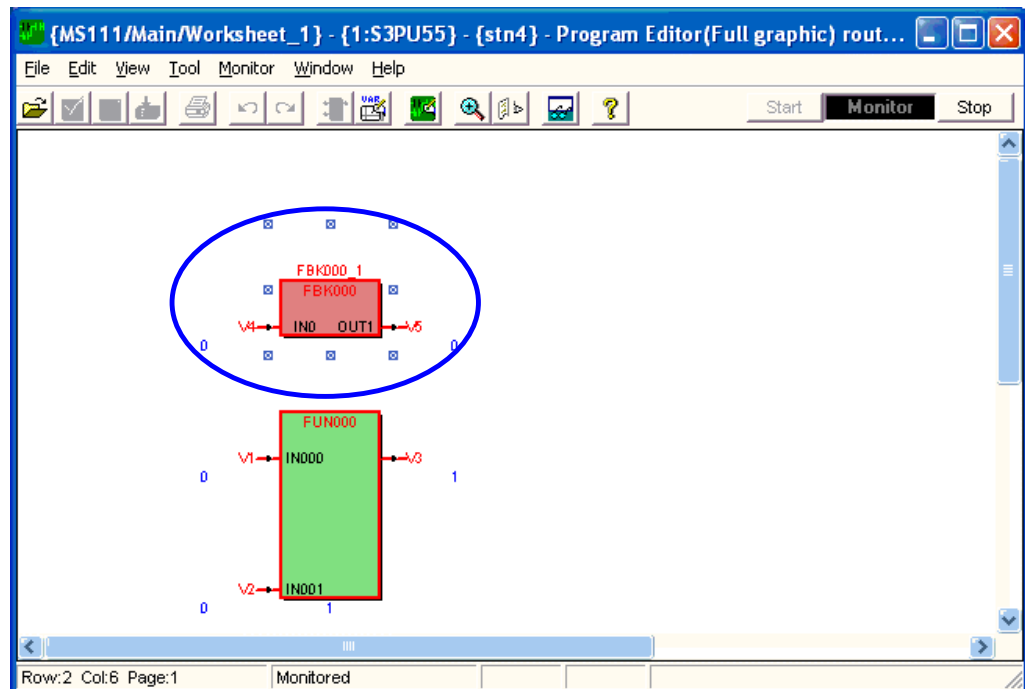 {MS111/Main/Worksheet_1} - {1:S3PU55} - {stn4} - Program Editor(Full graphic) rout...
File Edit View Tool Monitor Window Help
VAR Start Monitor Stop
FBK000_1
FBK000
V4 IN0 OUT1 V5
0 0
FUN000
V1 IN000 V3
0 1
V2 IN001
0 1
Row:2 Col:6 Page:1 Monitored